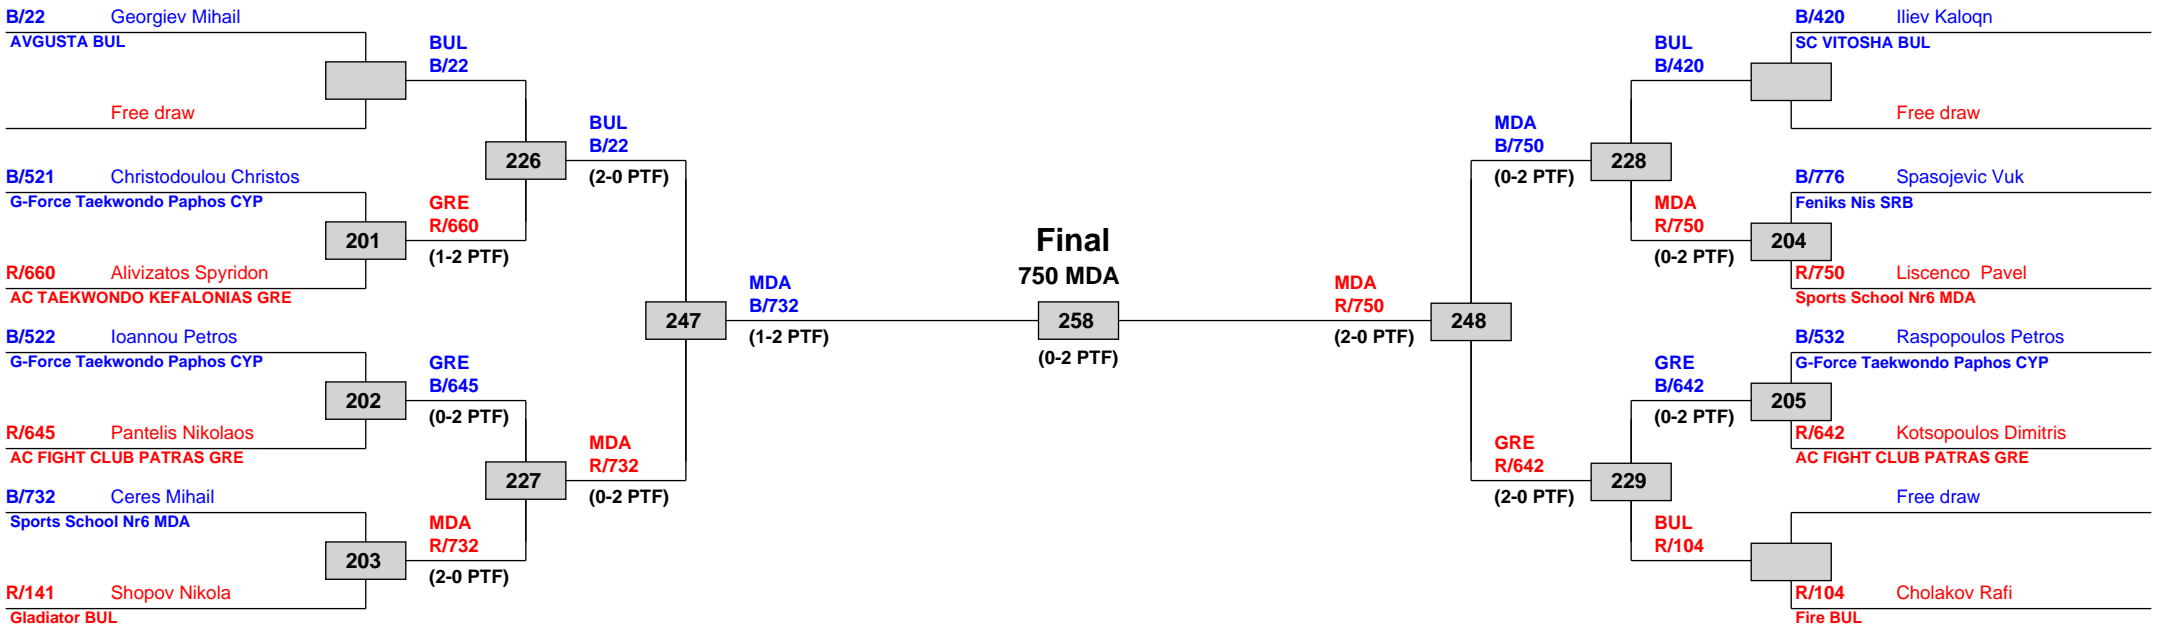 B/22 Georgiev Mihail
AVGUSTA BUL
Free draw
B/521 Christodoulou Christos
G-Force Taekwondo Paphos CYP
R/660 Alivizatos Spyridon
AC TAEKWONDO KEFALONIAS GRE
B/522 Ioannou Petros
G-Force Taekwondo Paphos CYP
R/645 Pantelis Nikolaos
AC FIGHT CLUB PATRAS GRE
B/732 Ceres Mihail
Sports School Nr6 MDA
R/141 Shopov Nikola
Gladiator BUL
201
202
203
BUL
B/22
GRE
R/660
(1-2 PTF)
GRE
B/645
(0-2 PTF)
MDA
R/732
(2-0 PTF)
226
227
BUL
B/22
(2-0 PTF)
MDA
R/732
(0-2 PTF)
247
MDA
B/732
(1-2 PTF)
Final
750 MDA
258
(0-2 PTF)
MDA
R/750
(2-0 PTF)
248
MDA
B/750
(0-2 PTF)
GRE
R/642
(2-0 PTF)
228
229
BUL
B/420
MDA
R/750
(0-2 PTF)
GRE
B/642
(0-2 PTF)
BUL
R/104
204
205
B/420 Iliev Kaloqn
SC VITOSHA BUL
Free draw
B/776 Spasojevic Vuk
Feniks Nis SRB
R/750 Liscenco Pavel
Sports School Nr6 MDA
B/532 Raspopoulos Petros
G-Force Taekwondo Paphos CYP
R/642 Kotsopoulos Dimitris
AC FIGHT CLUB PATRAS GRE
Free draw
R/104 Cholakov Rafi
Fire BUL